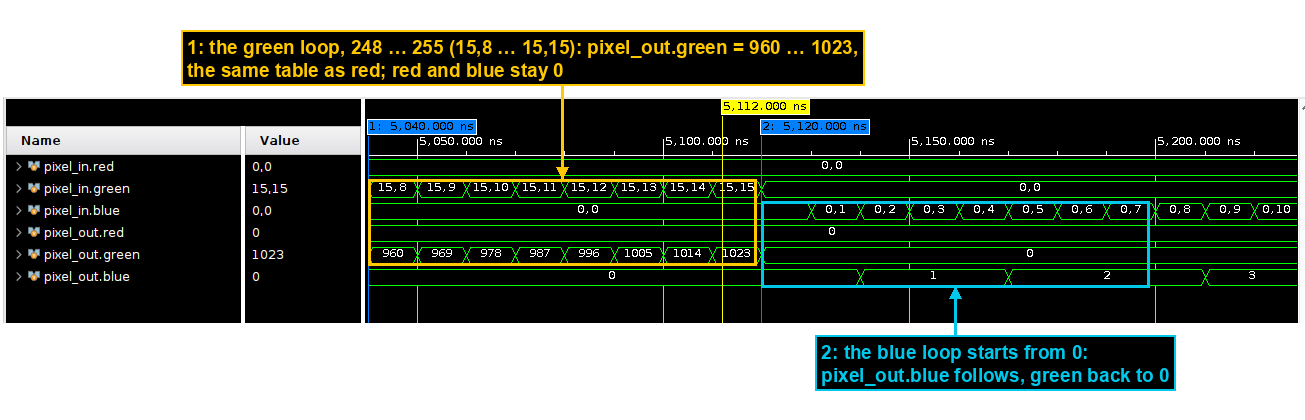 1: the green loop, 248 … 255 (15,8 … 15,15): pixel_out.green = 960 … 1023,
the same table as red; red and blue stay 0
5,112.000 ns
1: 5,040.000 ns
2: 5,120.000 ns
Name Value
5,050.000 ns 5,100.000 ns 5,150.000 ns 5,200.000 ns
pixel_in.red 0,0 0,0
pixel_in.green 15,15 15,8 15,9 15,10 15,11 15,12 15,13 15,14 15,15 0,0
pixel_in.blue 0,0 0,0 0,1 0,2 0,3 0,4 0,5 0,6 0,7 0,8 0,9 0,10
pixel_out.red 0 0
pixel_out.green 1023 960 969 978 987 996 1005 1014 1023 0
pixel_out.blue 0 0 1 2 3
2: the blue loop starts from 0:
pixel_out.blue follows, green back to 0